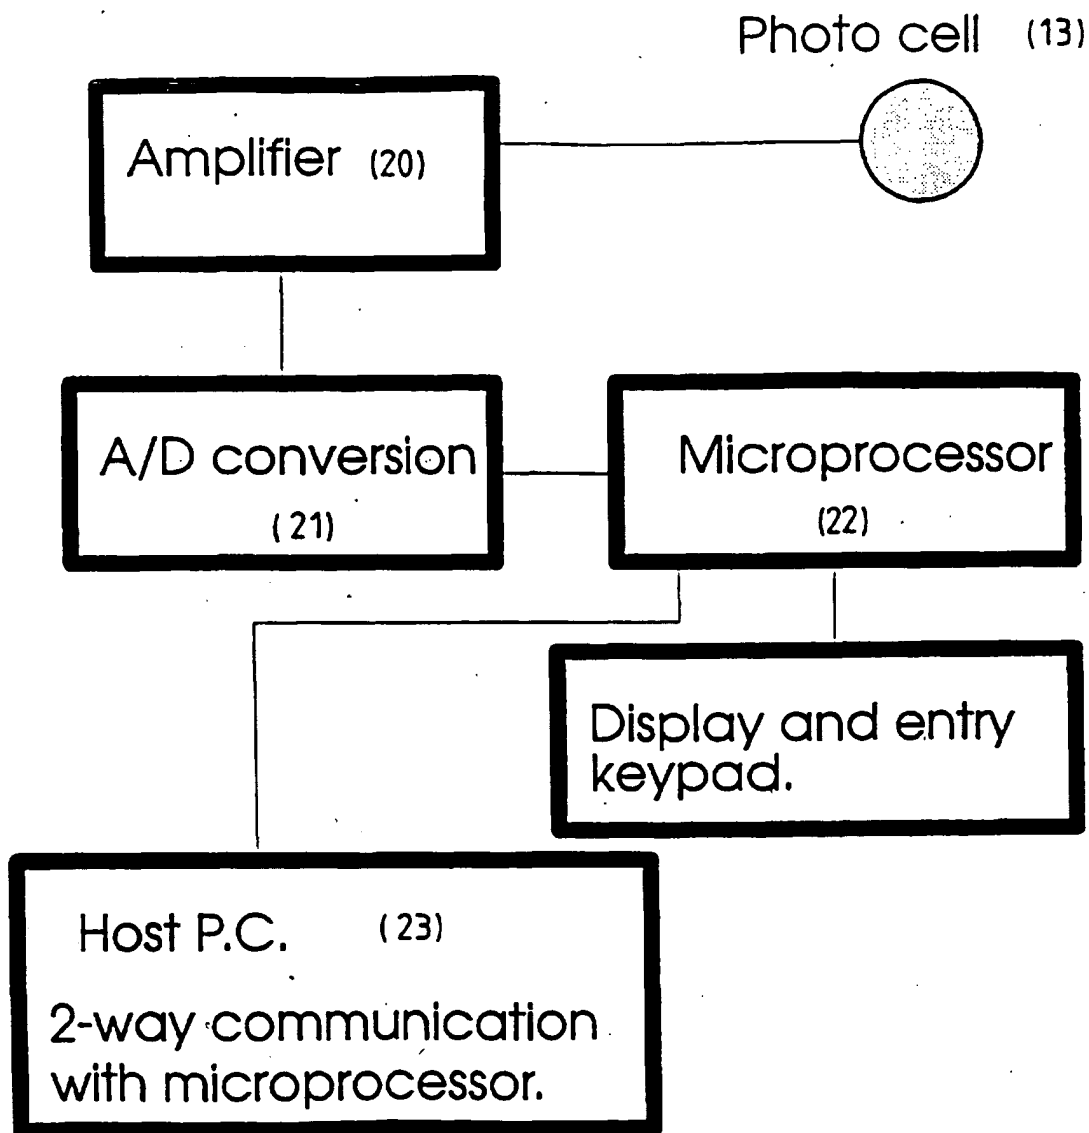 Photo cell (13)
Amplifier (20)
A/D conversion
(21)
Microprocessor
(22)
Display and entry
keypad.
Host P.C. (23)
2-way communication
with microprocessor.